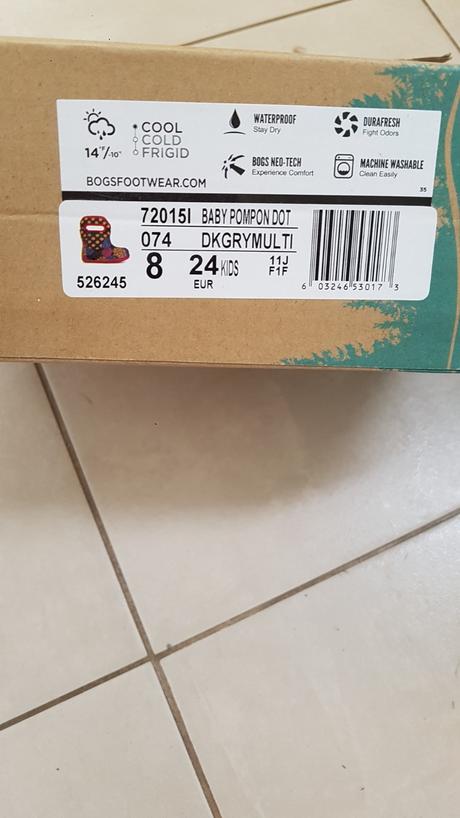 14°F/-10°
COOL
COLD
FRIGID
WATERPROOF
Stay Dry
DURAFRESH
Fight Odors
BOGS NEO-TECH
Experience Comfort
MACHINE WASHABLE
Clean Easily
BOGSFOOTWEAR.COM
35
72015I BABY POMPON DOT
074 DKGRYMULTI
8 24 KIDS
EUR
11J
F1F
526245
6 03246 53017 3